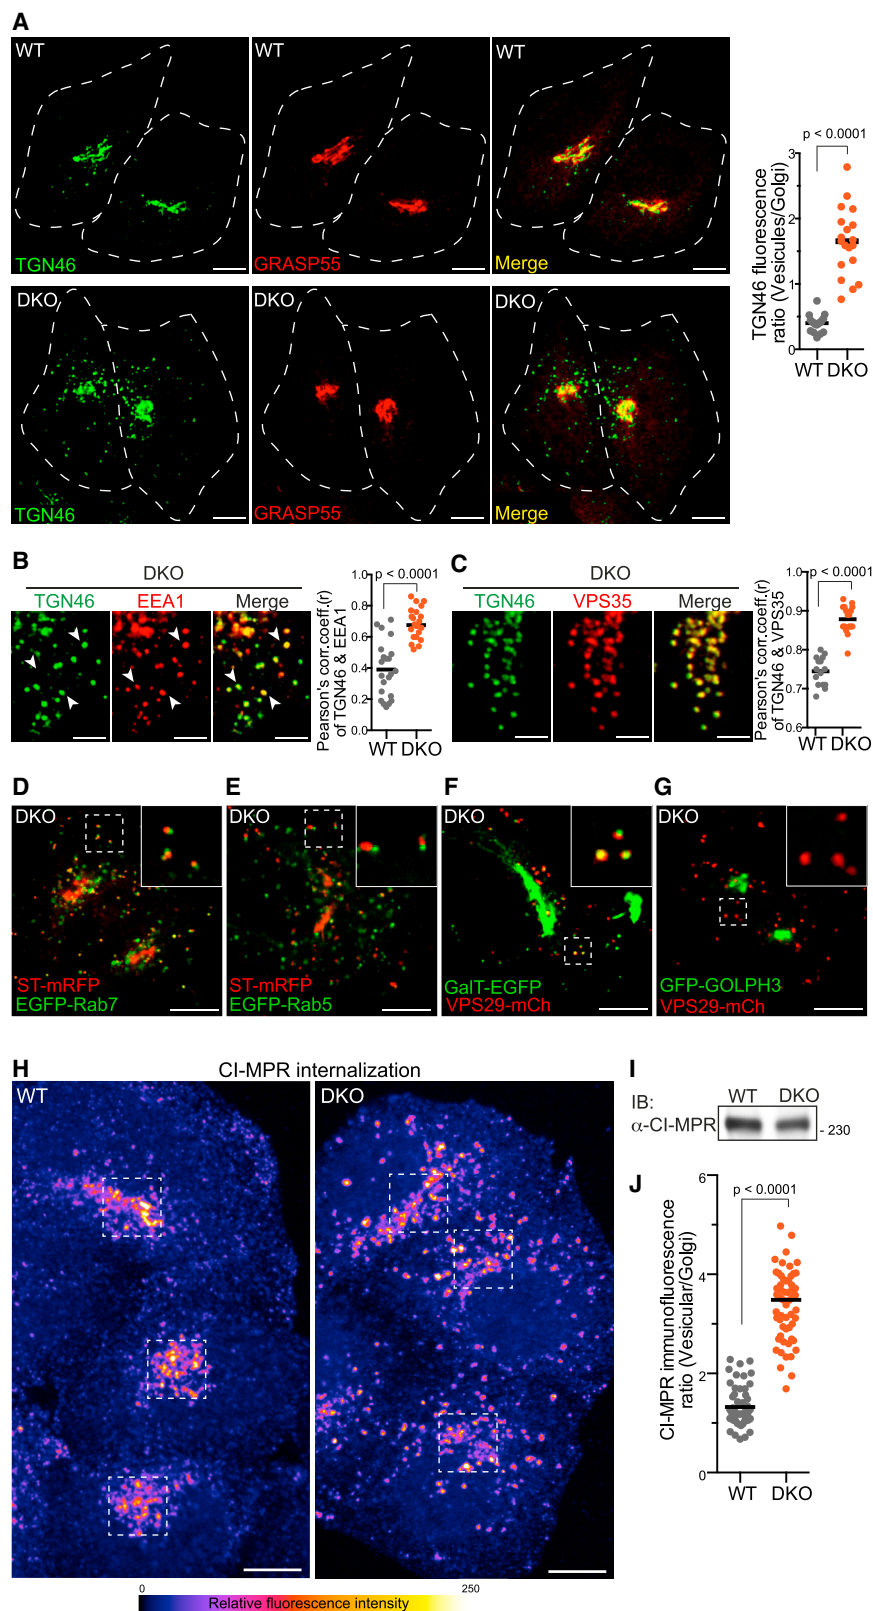 A
WT
WT
WT
TGN46
GRASP55
Merge
DKO
DKO
DKO
TGN46
GRASP55
Merge
p < 0.0001
TGN46 fluorescence
ratio (Vesicules/Golgi)
3
2
1
0
WT DKO
B
DKO
TGN46 EEA1 Merge
p < 0.0001
Pearson's corr.coeff.(r)
of TGN46 & EEA1
1.0
0.8
0.6
0.4
0.2
0
WT DKO
C
DKO
TGN46 VPS35 Merge
p < 0.0001
Pearson's corr.coeff.(r)
of TGN46 & VPS35
1.0
0.9
0.8
0.7
0.6
WT DKO
D
DKO
ST-mRFP
EGFP-Rab7
E
DKO
ST-mRFP
EGFP-Rab5
F
DKO
GalT-EGFP
VPS29-mCh
G
DKO
GFP-GOLPH3
VPS29-mCh
H
CI-MPR internalization
WT
DKO
0
250
Relative fluorescence intensity
I
WT DKO
IB:
α-CI-MPR
- 230
J
p < 0.0001
CI-MPR immunofluorescence
ratio (Vesicular/Golgi)
6
4
2
0
WT DKO